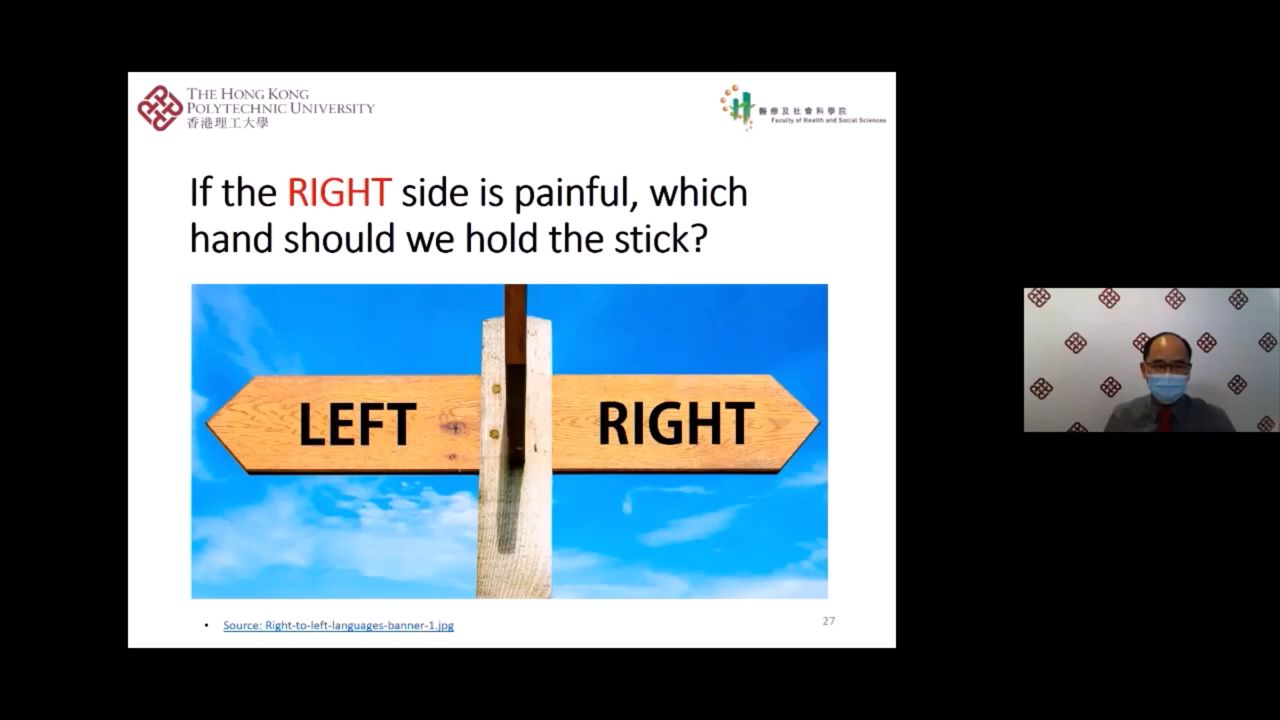 THE HONG KONG
POLYTECHNIC UNIVERSITY
香港理工大學
醫療及社會科學院
Faculty of Health and Social Sciences
If the RIGHT side is painful, which
hand should we hold the stick?
LEFT
RIGHT
• Source: Right-to-left-languages-banner-1.jpg
27